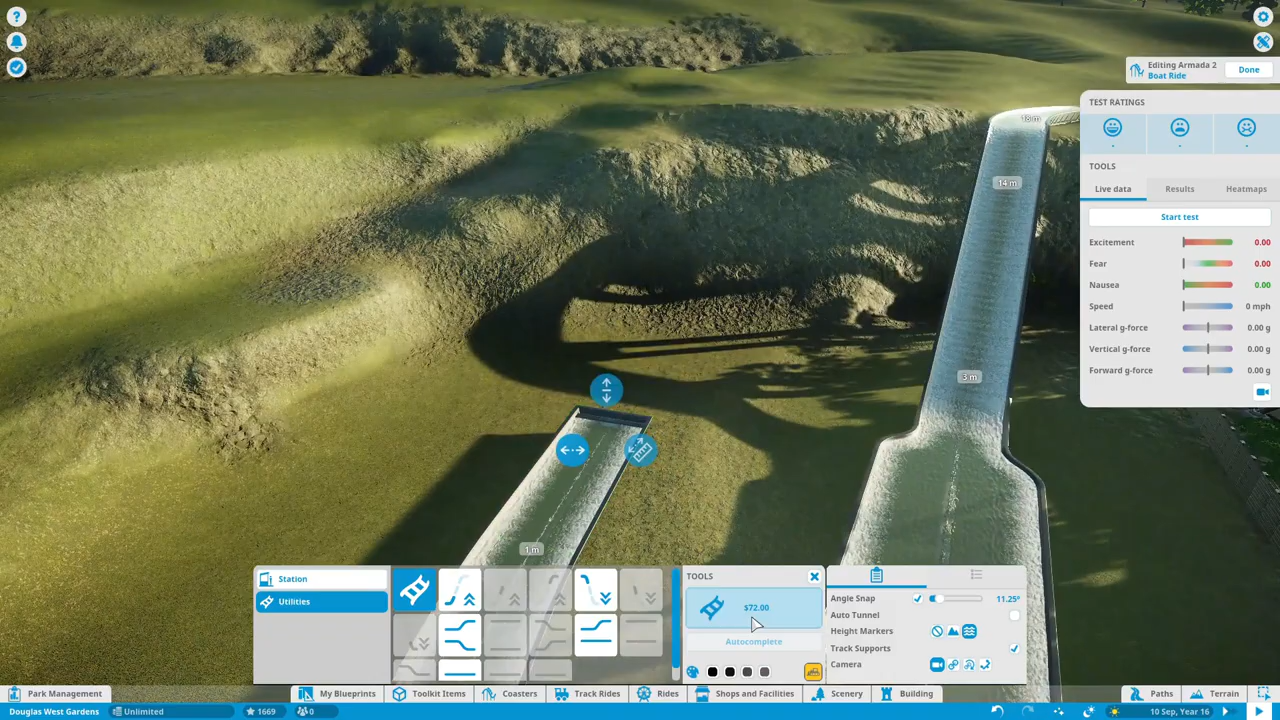 Editing Armada 2
Boat Ride
Done
TEST RATINGS
-
-
-
TOOLS
Live data
Results
Heatmaps
Start test
Excitement 0.00
Fear 0.00
Nausea 0.00
Speed 0 mph
Lateral g-force 0.00 g
Vertical g-force 0.00 g
Forward g-force 0.00 g
18 m
14 m
3 m
1 m
Station
Utilities
TOOLS
$72.00
Autocomplete
Angle Snap 11.25°
Auto Tunnel
Height Markers
Track Supports
Camera
Park Management
My Blueprints
Toolkit Items
Coasters
Track Rides
Rides
Shops and Facilities
Scenery
Building
Paths
Terrain
Douglas West Gardens
Unlimited
1669
0
10 Sep, Year 16